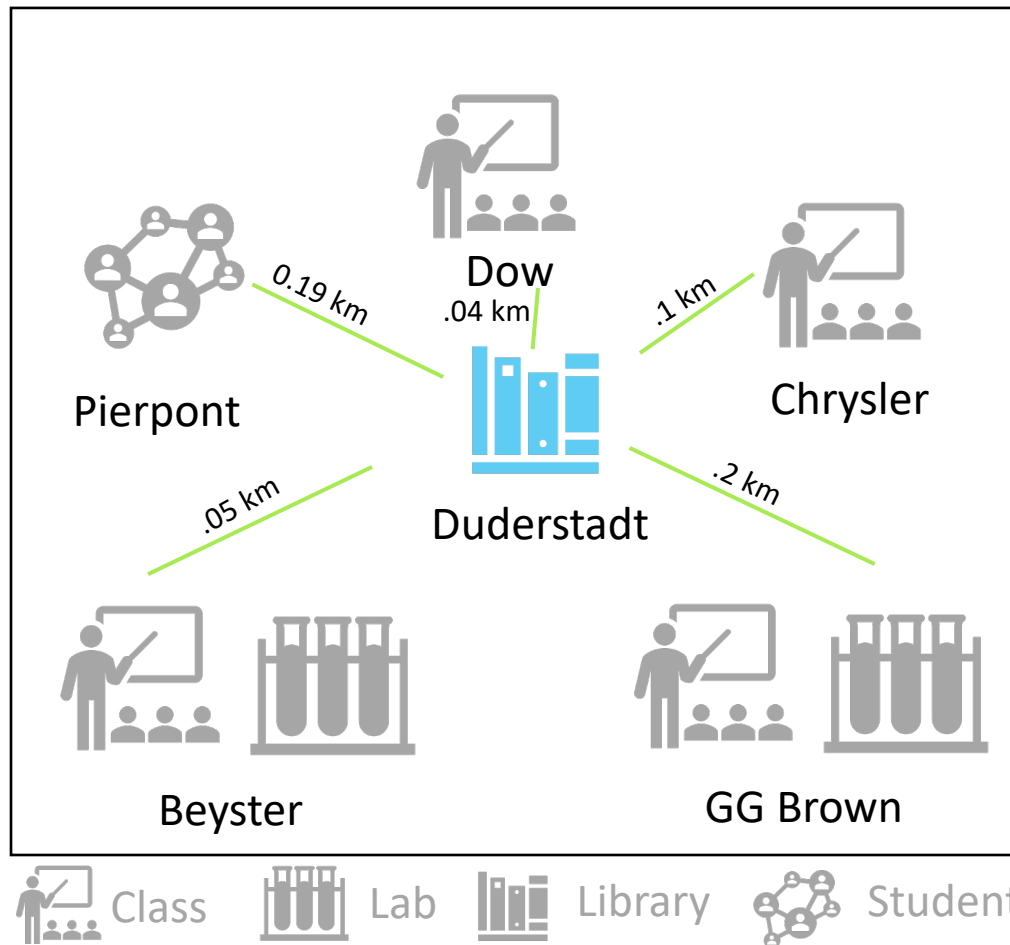 Dow
0.19 km
.04 km
.1 km
Pierpont
Chrysler
.05 km
.2 km
Duderstadt
Beyster
GG Brown
Class
Lab
Library
Student